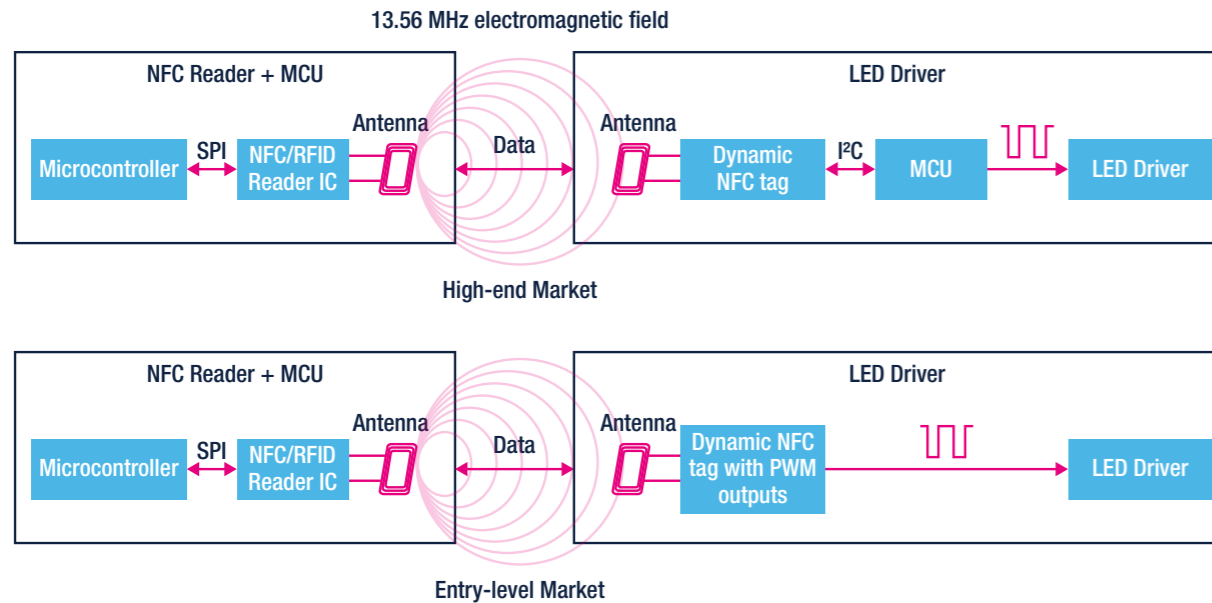 13.56 MHz electromagnetic field
NFC Reader + MCU
LED Driver
Antenna
Antenna
Microcontroller
SPI
NFC/RFID
Reader IC
Data
Dynamic
NFC tag
I²C
MCU
LED Driver
High-end Market
NFC Reader + MCU
LED Driver
Antenna
Antenna
Microcontroller
SPI
NFC/RFID
Reader IC
Data
Dynamic NFC
tag with PWM
outputs
LED Driver
Entry-level Market